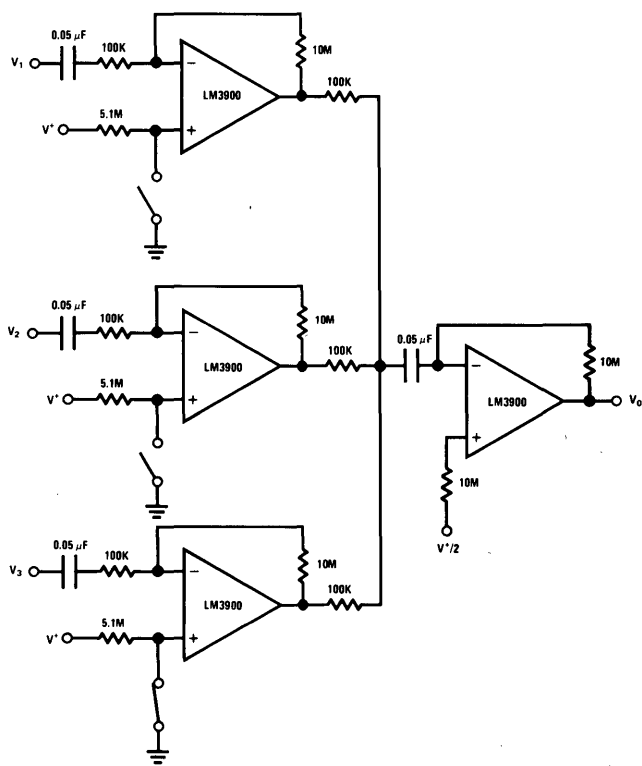 0.05 μF
V1
100K
−
LM3900
10M
100K
V+
5.1M
+
0.05 μF
V2
100K
−
LM3900
10M
100K
V+
5.1M
+
0.05 μF
−
LM3900
10M
Vo
+
10M
V+/2
0.05 μF
V3
100K
−
LM3900
10M
100K
V+
5.1M
+